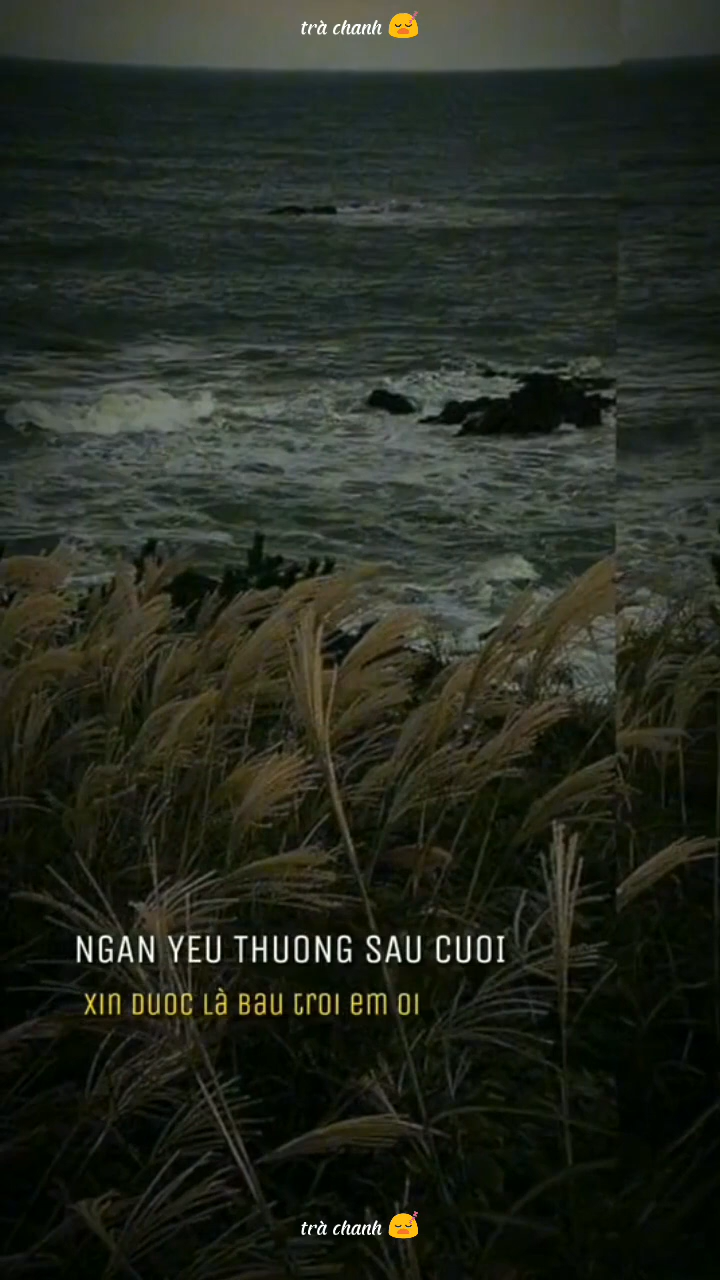 trà chanh 😴
NGAN YEU THUONG SAU CUOI
xin duoc là bau troi em oi
trà chanh 😴